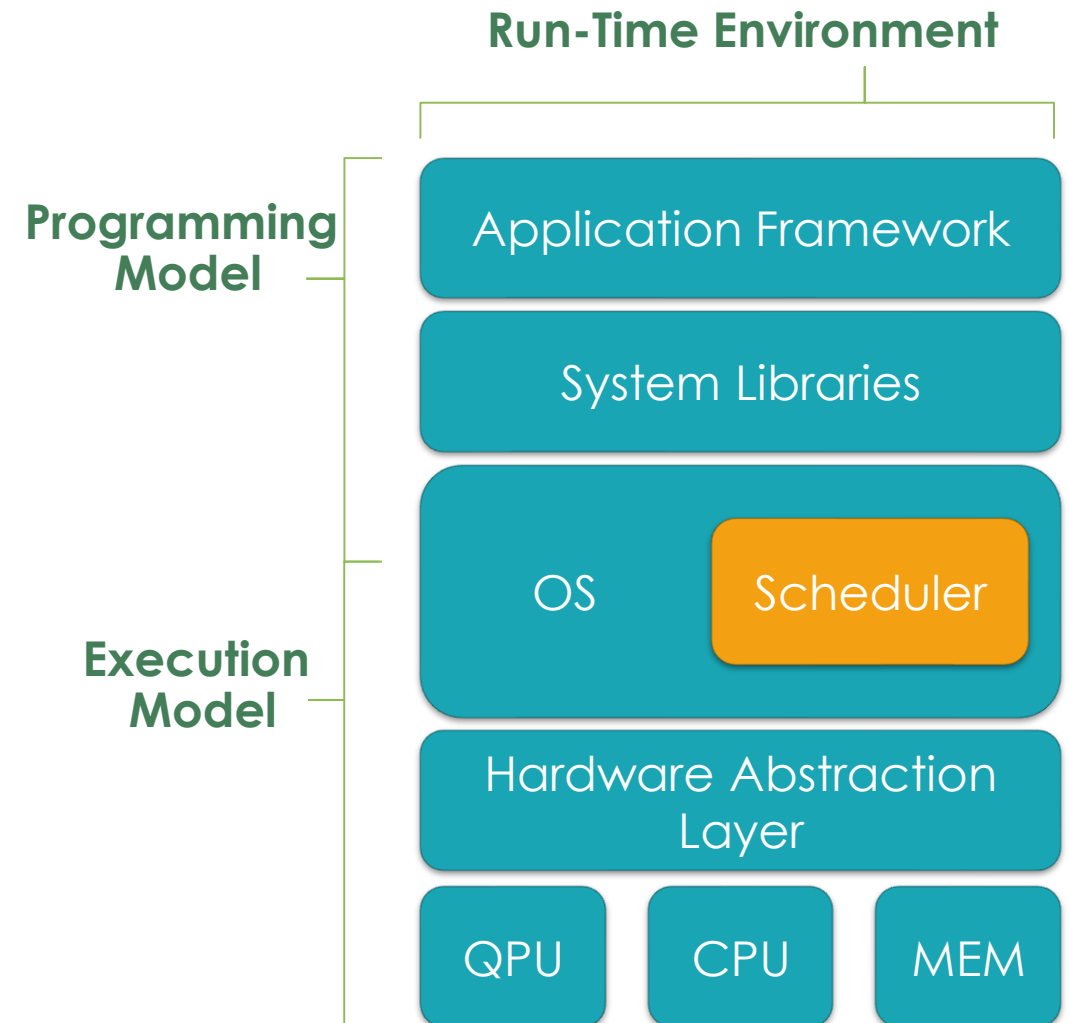 Run-Time Environment
Programming
Model
Application Framework
System Libraries
OS
Scheduler
Execution
Model
Hardware Abstraction
Layer
QPU
CPU
MEM